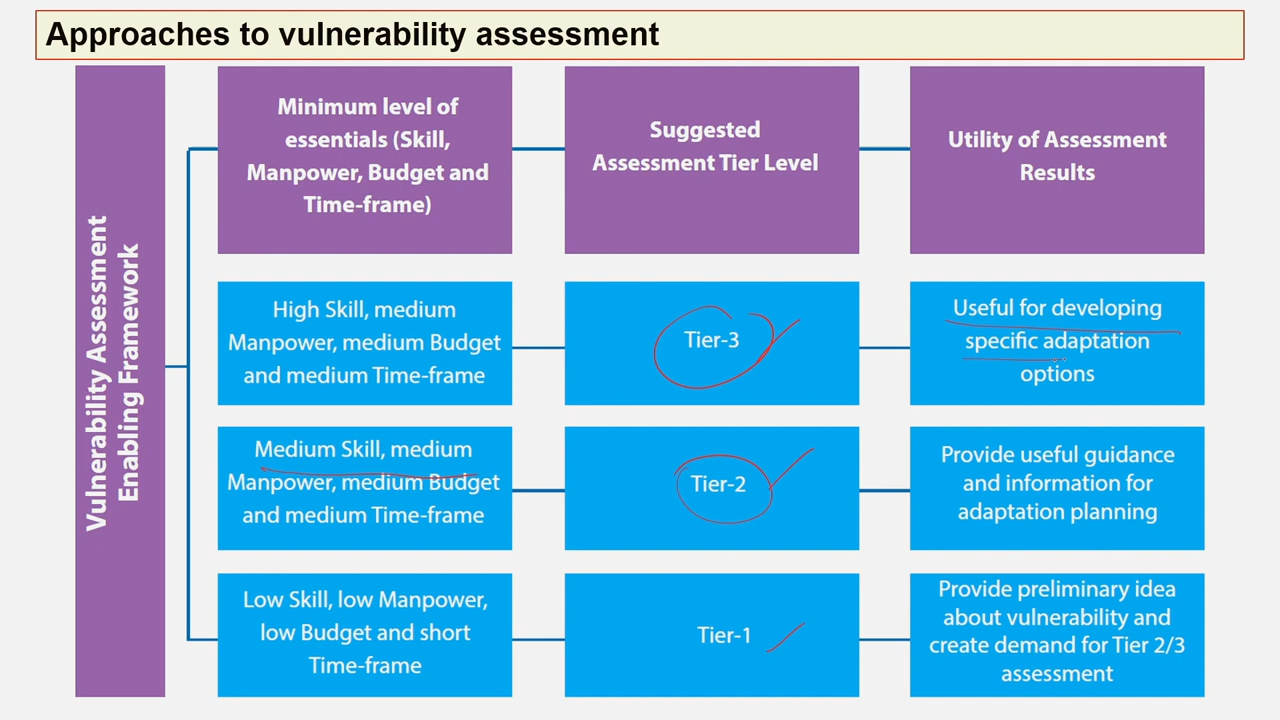 Approaches to vulnerability assessment
Vulnerability Assessment
Enabling Framework
Minimum level of
essentials (Skill,
Manpower, Budget and
Time-frame)
Suggested
Assessment Tier Level
Utility of Assessment
Results
High Skill, medium
Manpower, medium Budget
and medium Time-frame
Tier-3
Useful for developing
specific adaptation
options
Medium Skill, medium
Manpower, medium Budget
and medium Time-frame
Tier-2
Provide useful guidance
and information for
adaptation planning
Low Skill, low Manpower,
low Budget and short
Time-frame
Tier-1
Provide preliminary idea
about vulnerability and
create demand for Tier 2/3
assessment